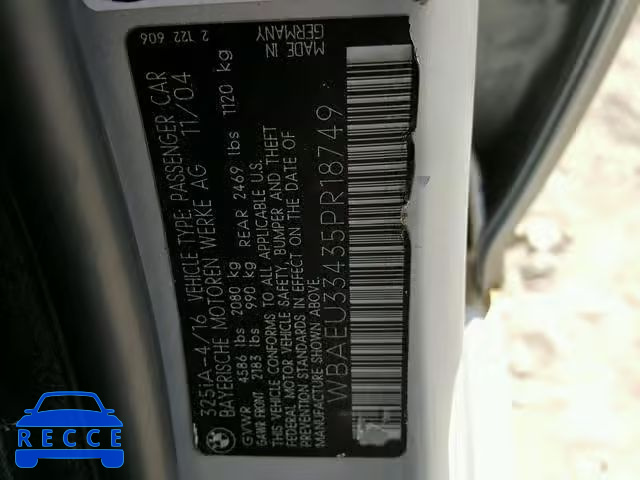 325iA-4/16 VEHICLE TYPE: PASSENGER CAR
BAYERISCHE MOTOREN WERKE AG 11/04
GVWR 4586 lbs 2080 kg REAR 2469 lbs 1120 kg
GAWR FRONT 2183 lbs 990 kg
THIS VEHICLE CONFORMS TO ALL APPLICABLE U.S.
FEDERAL MOTOR VEHICLE SAFETY, BUMPER AND THEFT
PREVENTION STANDARDS IN EFFECT ON THE DATE OF
MANUFACTURE SHOWN ABOVE.
WBAEU33435PR18749
2 122 606
MADE IN
GERMANY
RECCE